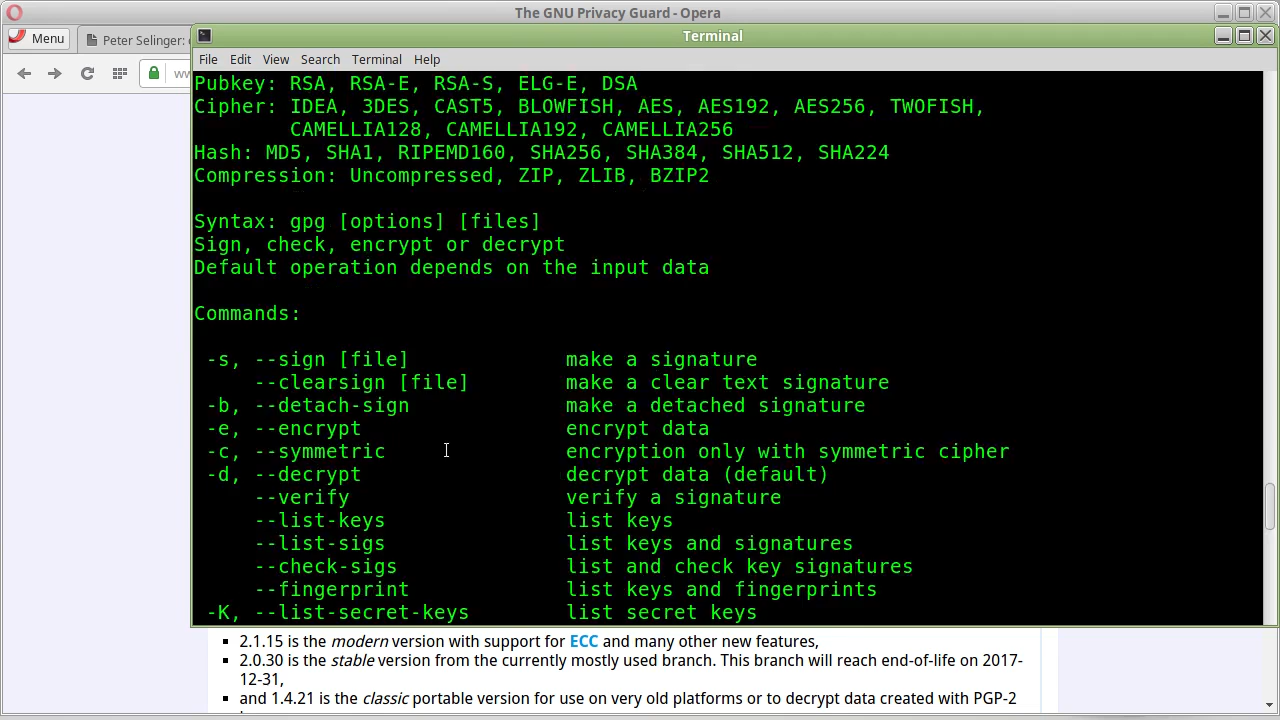 The GNU Privacy Guard - Opera
Menu
Peter Selinger:
Terminal
File Edit View Search Terminal Help
Pubkey: RSA, RSA-E, RSA-S, ELG-E, DSA
Cipher: IDEA, 3DES, CAST5, BLOWFISH, AES, AES192, AES256, TWOFISH,
CAMELLIA128, CAMELLIA192, CAMELLIA256
Hash: MD5, SHA1, RIPEMD160, SHA256, SHA384, SHA512, SHA224
Compression: Uncompressed, ZIP, ZLIB, BZIP2
Syntax: gpg [options] [files]
Sign, check, encrypt or decrypt
Default operation depends on the input data
Commands:
-s, --sign [file] make a signature
--clearsign [file] make a clear text signature
-b, --detach-sign make a detached signature
-e, --encrypt encrypt data
-c, --symmetric encryption only with symmetric cipher
-d, --decrypt decrypt data (default)
--verify verify a signature
--list-keys list keys
--list-sigs list keys and signatures
--check-sigs list and check key signatures
--fingerprint list keys and fingerprints
-K, --list-secret-keys list secret keys
2.1.15 is the modern version with support for ECC and many other new features,
2.0.30 is the stable version from the currently mostly used branch. This branch will reach end-of-life on 2017-
12-31,
and 1.4.21 is the classic portable version for use on very old platforms or to decrypt data created with PGP-2